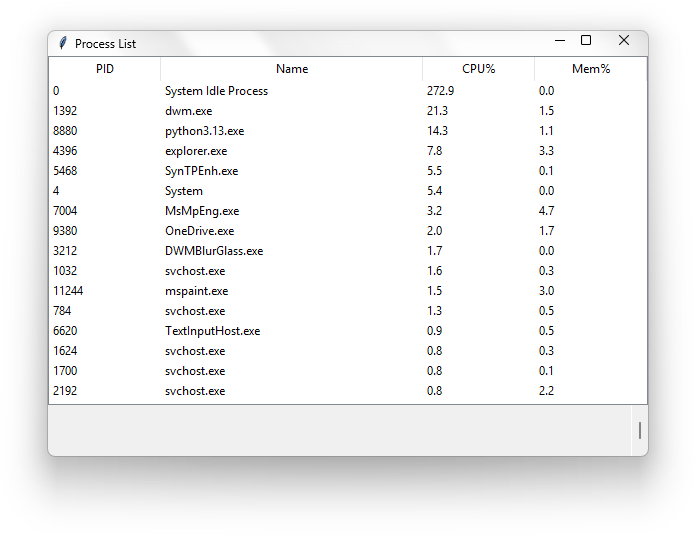 Process List
PID Name CPU% Mem%
0 System Idle Process 272.9 0.0
1392 dwm.exe 21.3 1.5
8880 python3.13.exe 14.3 1.1
4396 explorer.exe 7.8 3.3
5468 SynTPEnh.exe 5.5 0.1
4 System 5.4 0.0
7004 MsMpEng.exe 3.2 4.7
9380 OneDrive.exe 2.0 1.7
3212 DWMBlurGlass.exe 1.7 0.0
1032 svchost.exe 1.6 0.3
11244 mspaint.exe 1.5 3.0
784 svchost.exe 1.3 0.5
6620 TextInputHost.exe 0.9 0.5
1624 svchost.exe 0.8 0.3
1700 svchost.exe 0.8 0.1
2192 svchost.exe 0.8 2.2